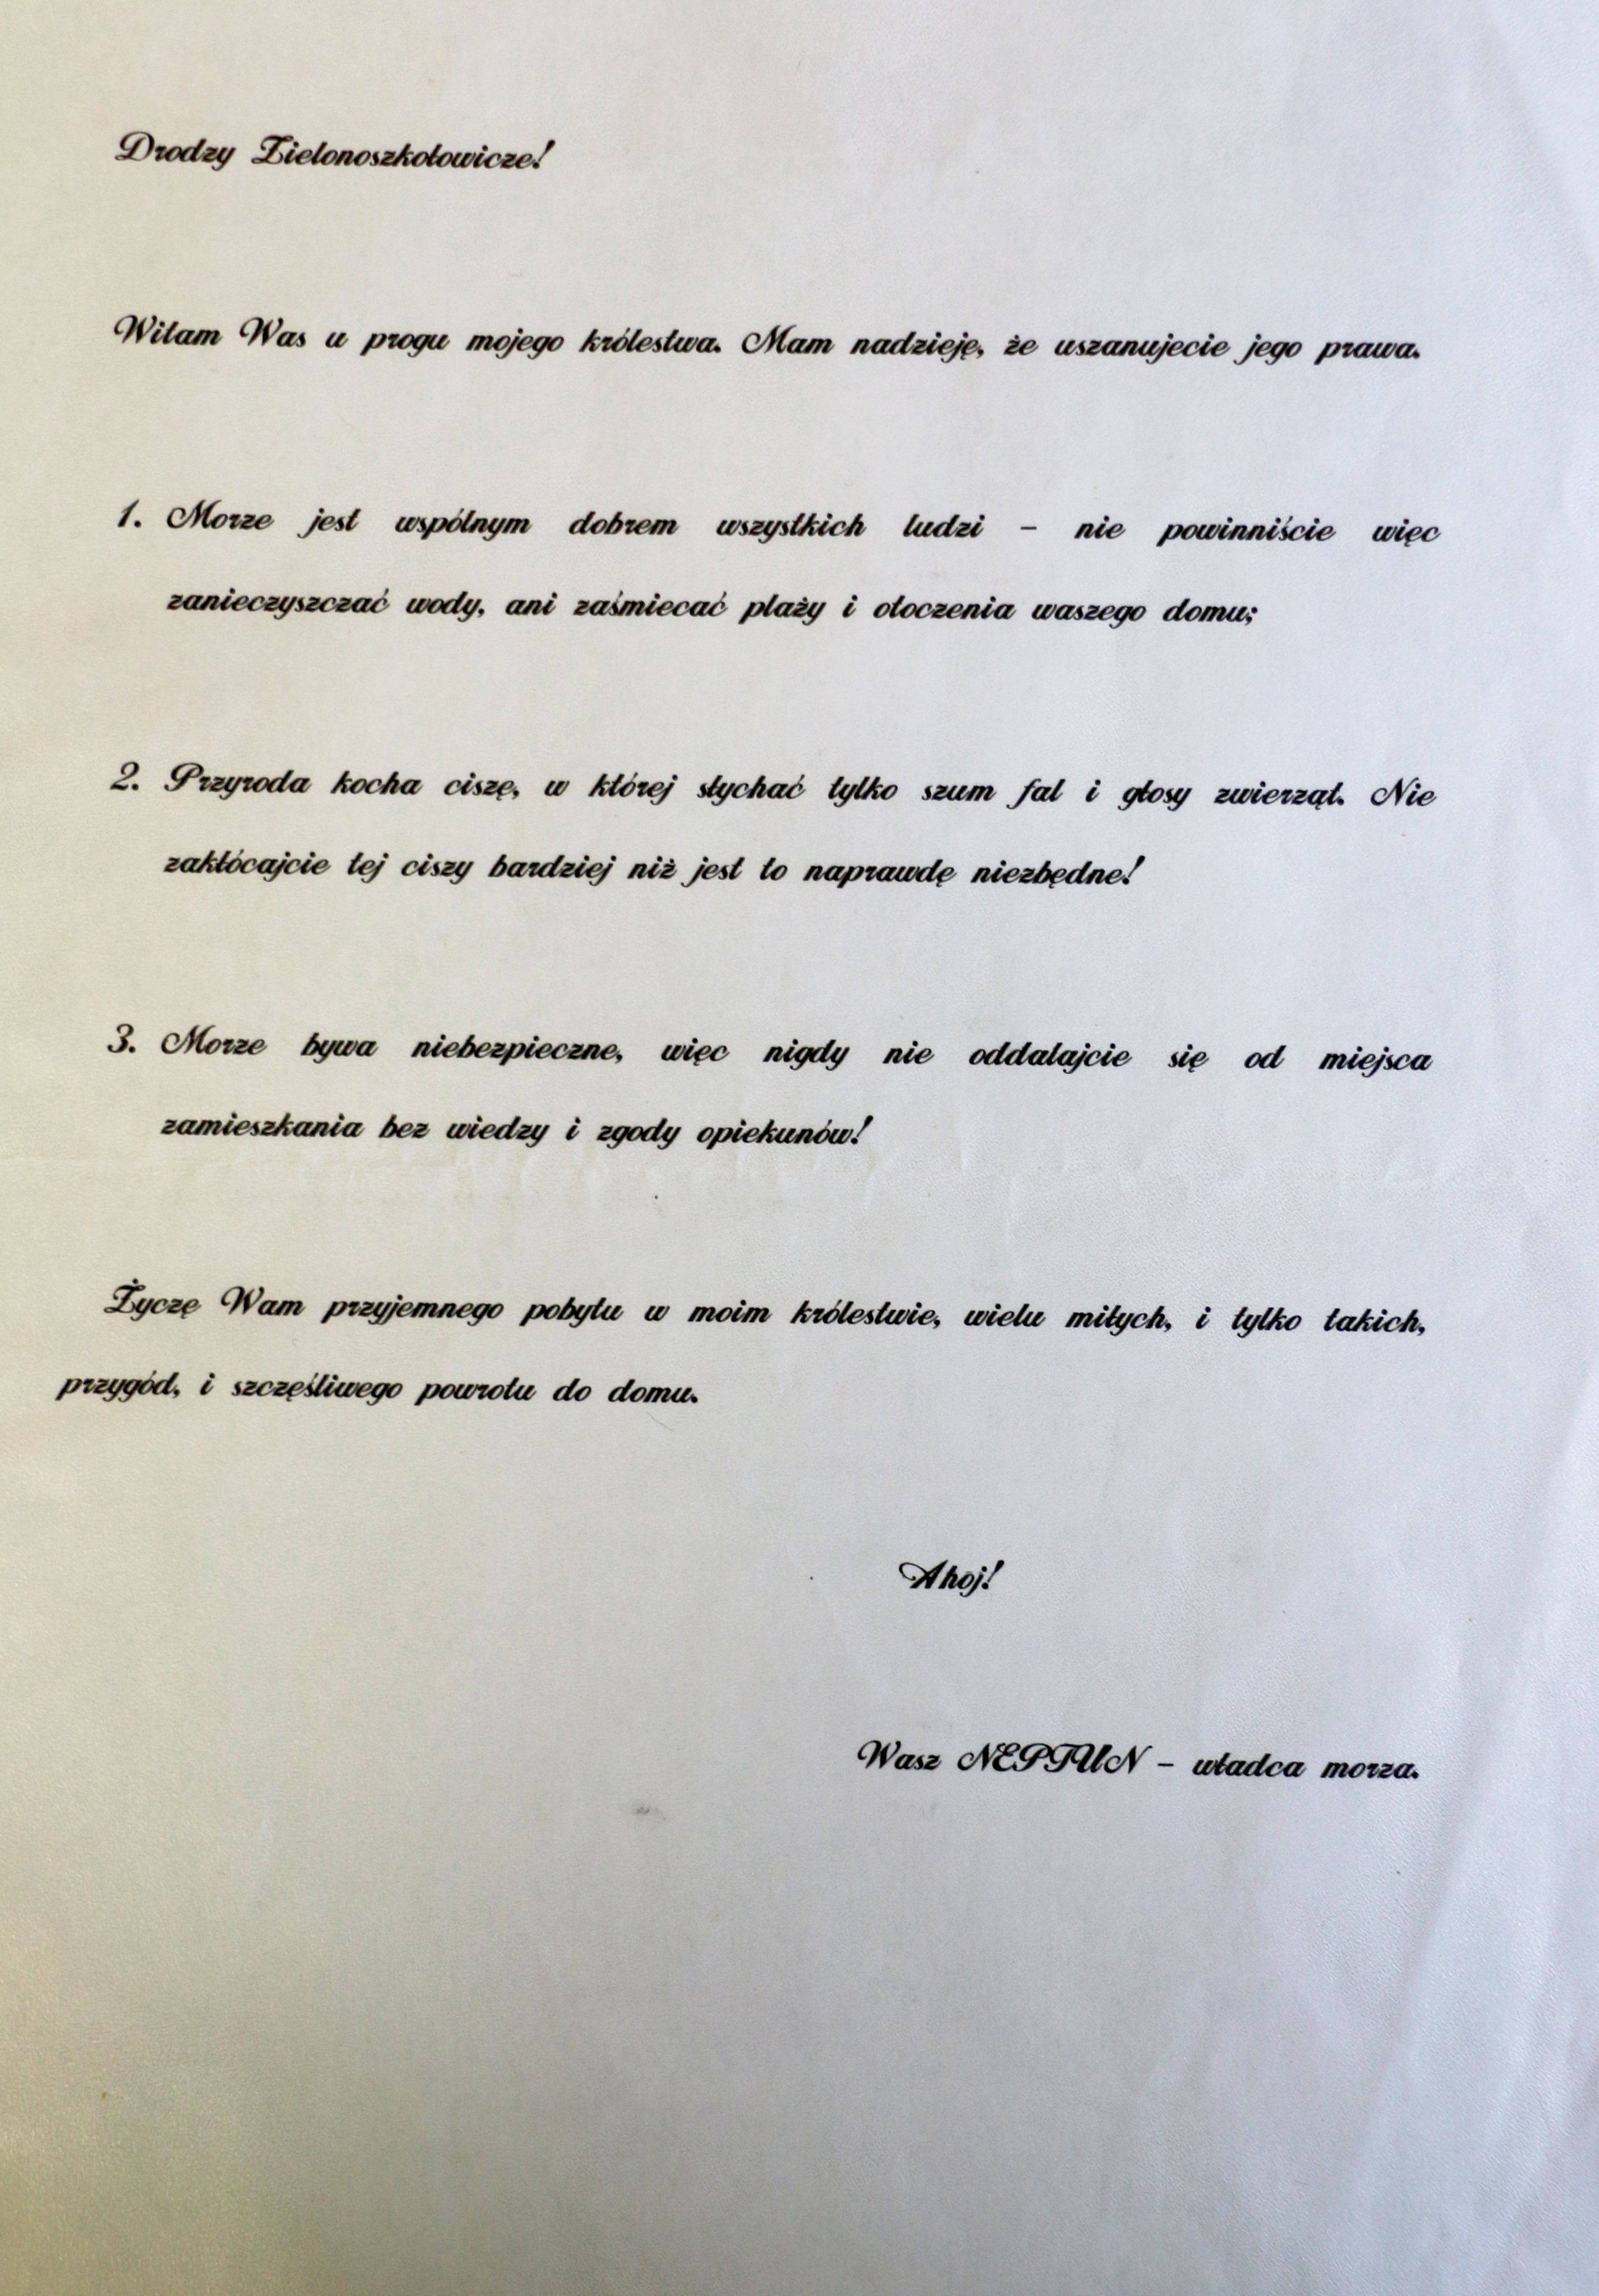 Drodzy Zielonoszkołowicze!
Witam Was u progu mojego królestwa. Mam nadzieję, że uszanujecie jego prawa.
1. Morze jest wspólnym dobrem wszystkich ludzi – nie powinniście więc
zanieczyszczać wody, ani zaśmiecać plaży i otoczenia waszego domu;
2. Przyroda kocha ciszę, w której słychać tylko szum fal i głosy zwierząt. Nie
zakłócajcie tej ciszy bardziej niż jest to naprawdę niezbędne!
3. Morze bywa niebezpieczne, więc nigdy nie oddalajcie się od miejsca
zamieszkania bez wiedzy i zgody opiekunów!
Życzę Wam przyjemnego pobytu w moim królestwie, wielu miłych, i tylko takich,
przygód, i szczęśliwego powrotu do domu.
Ahoj!
Wasz NEPTUN – władca morza.